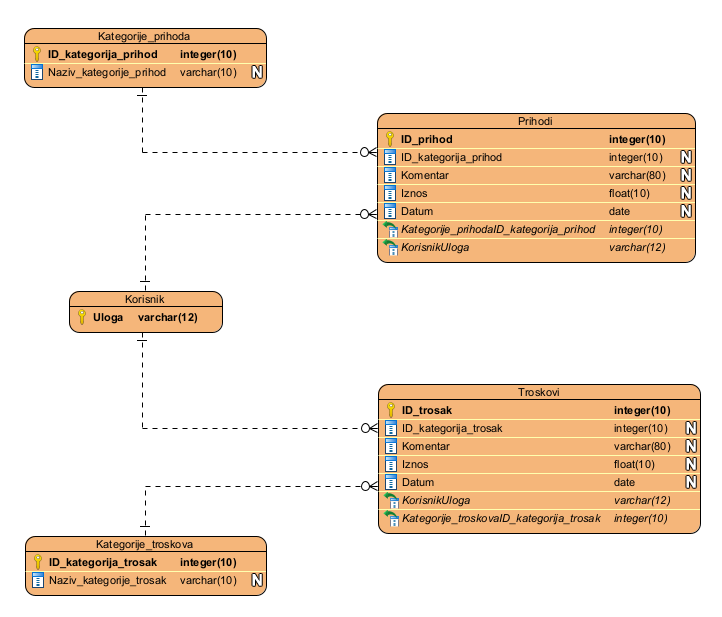 Kategorije_prihoda
ID_kategorija_prihod integer(10)
Naziv_kategorije_prihod varchar(10) N
Prihodi
ID_prihod integer(10)
ID_kategorija_prihod integer(10) N
Komentar varchar(80) N
Iznos float(10) N
Datum date N
Kategorije_prihodaID_kategorija_prihod integer(10)
KorisnikUloga varchar(12)
Korisnik
Uloga varchar(12)
Troskovi
ID_trosak integer(10)
ID_kategorija_trosak integer(10) N
Komentar varchar(80) N
Iznos float(10) N
Datum date N
KorisnikUloga varchar(12)
Kategorije_troskovaID_kategorija_trosak integer(10)
Kategorije_troskova
ID_kategorija_trosak integer(10)
Naziv_kategorije_trosak varchar(10) N